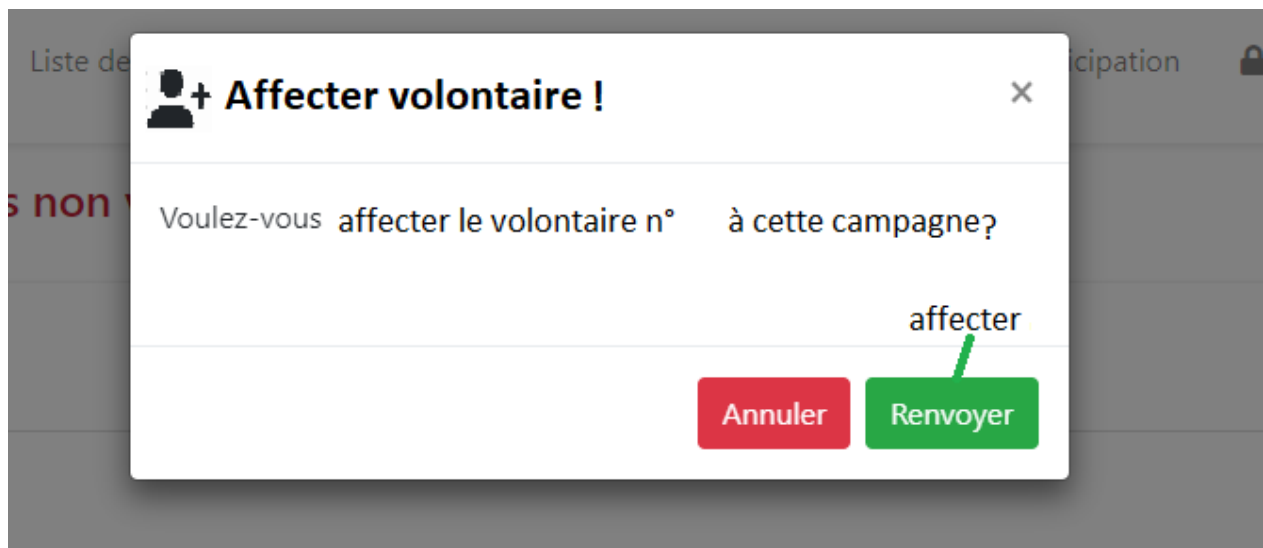 Liste de
icipation
Affecter volontaire !
×
s non
Voulez-vous affecter le volontaire n° à cette campagne?
affecter
Annuler Renvoyer